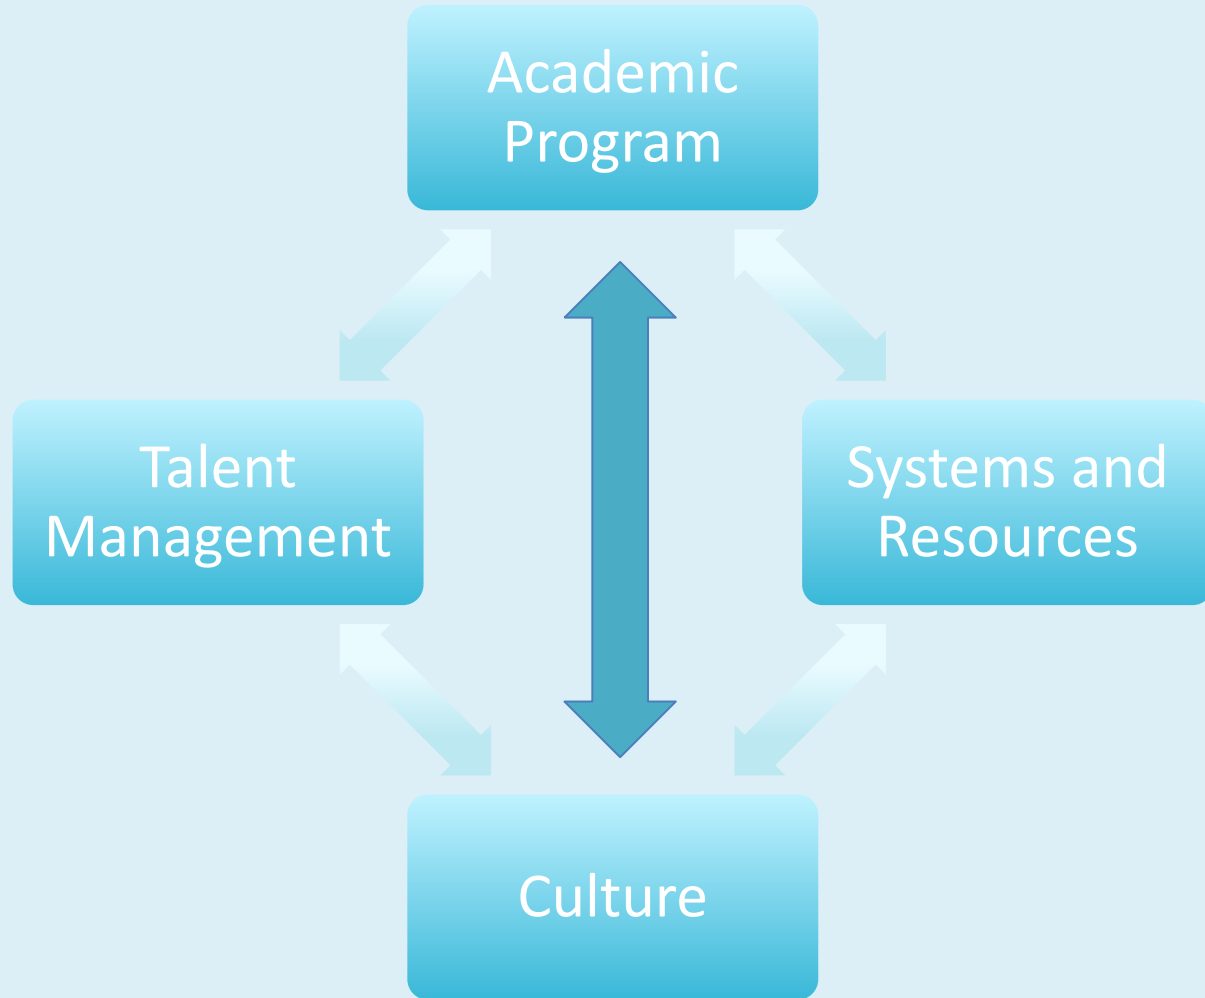 Academic
Program
Talent
Management
Systems and
Resources
Culture